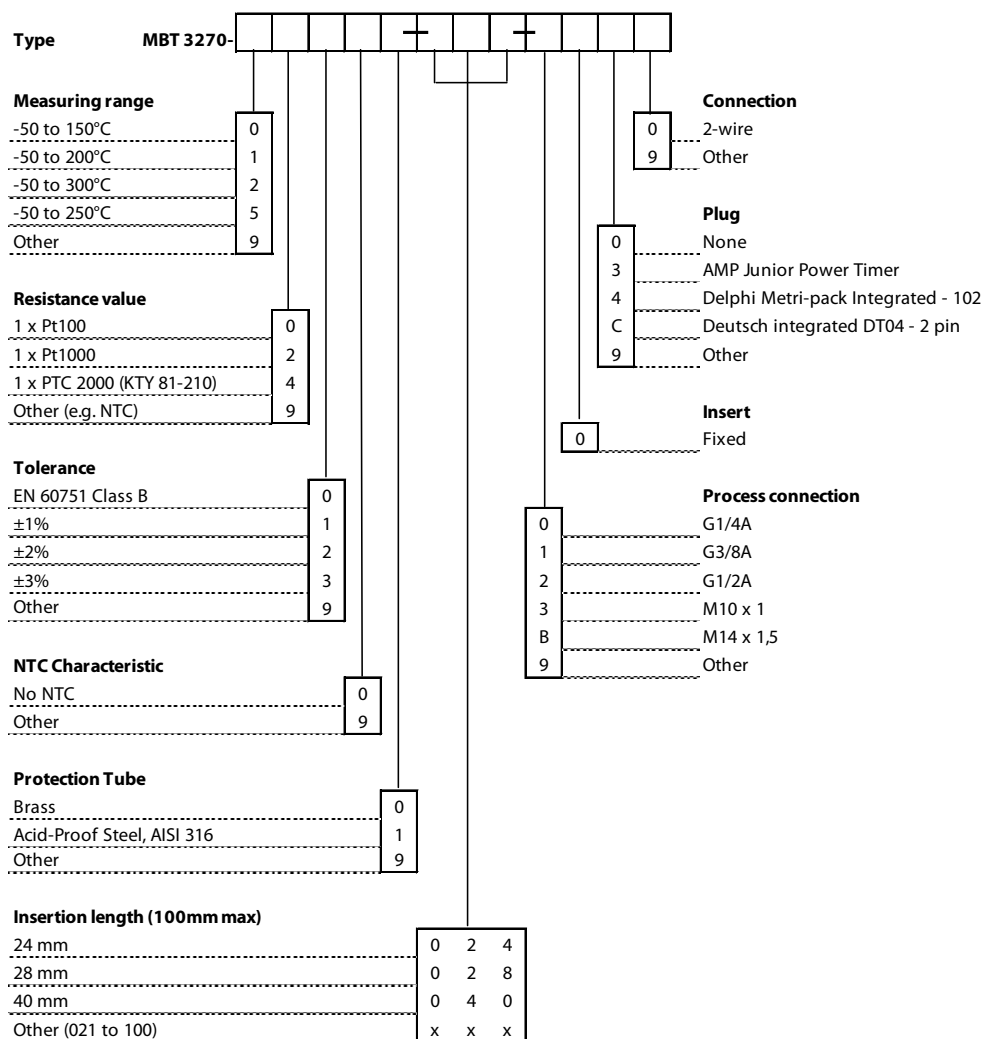 Type MBT 3270-
Measuring range
-50 to 150°C 0
-50 to 200°C 1
-50 to 300°C 2
-50 to 250°C 5
Other 9
Resistance value
1 x Pt100 0
1 x Pt1000 2
1 x PTC 2000 (KTY 81-210) 4
Other (e.g. NTC) 9
Tolerance
EN 60751 Class B 0
±1% 1
±2% 2
±3% 3
Other 9
NTC Characteristic
No NTC 0
Other 9
Protection Tube
Brass 0
Acid-Proof Steel, AISI 316 1
Other 9
Insertion length (100mm max)
24 mm 0 2 4
28 mm 0 2 8
40 mm 0 4 0
Other (021 to 100) x x x
Connection
0 2-wire
9 Other
Plug
0 None
3 AMP Junior Power Timer
4 Delphi Metri-pack Integrated - 102
C Deutsch integrated DT04 - 2 pin
9 Other
Insert
0 Fixed
Process connection
0 G1/4A
1 G3/8A
2 G1/2A
3 M10 x 1
B M14 x 1,5
9 Other